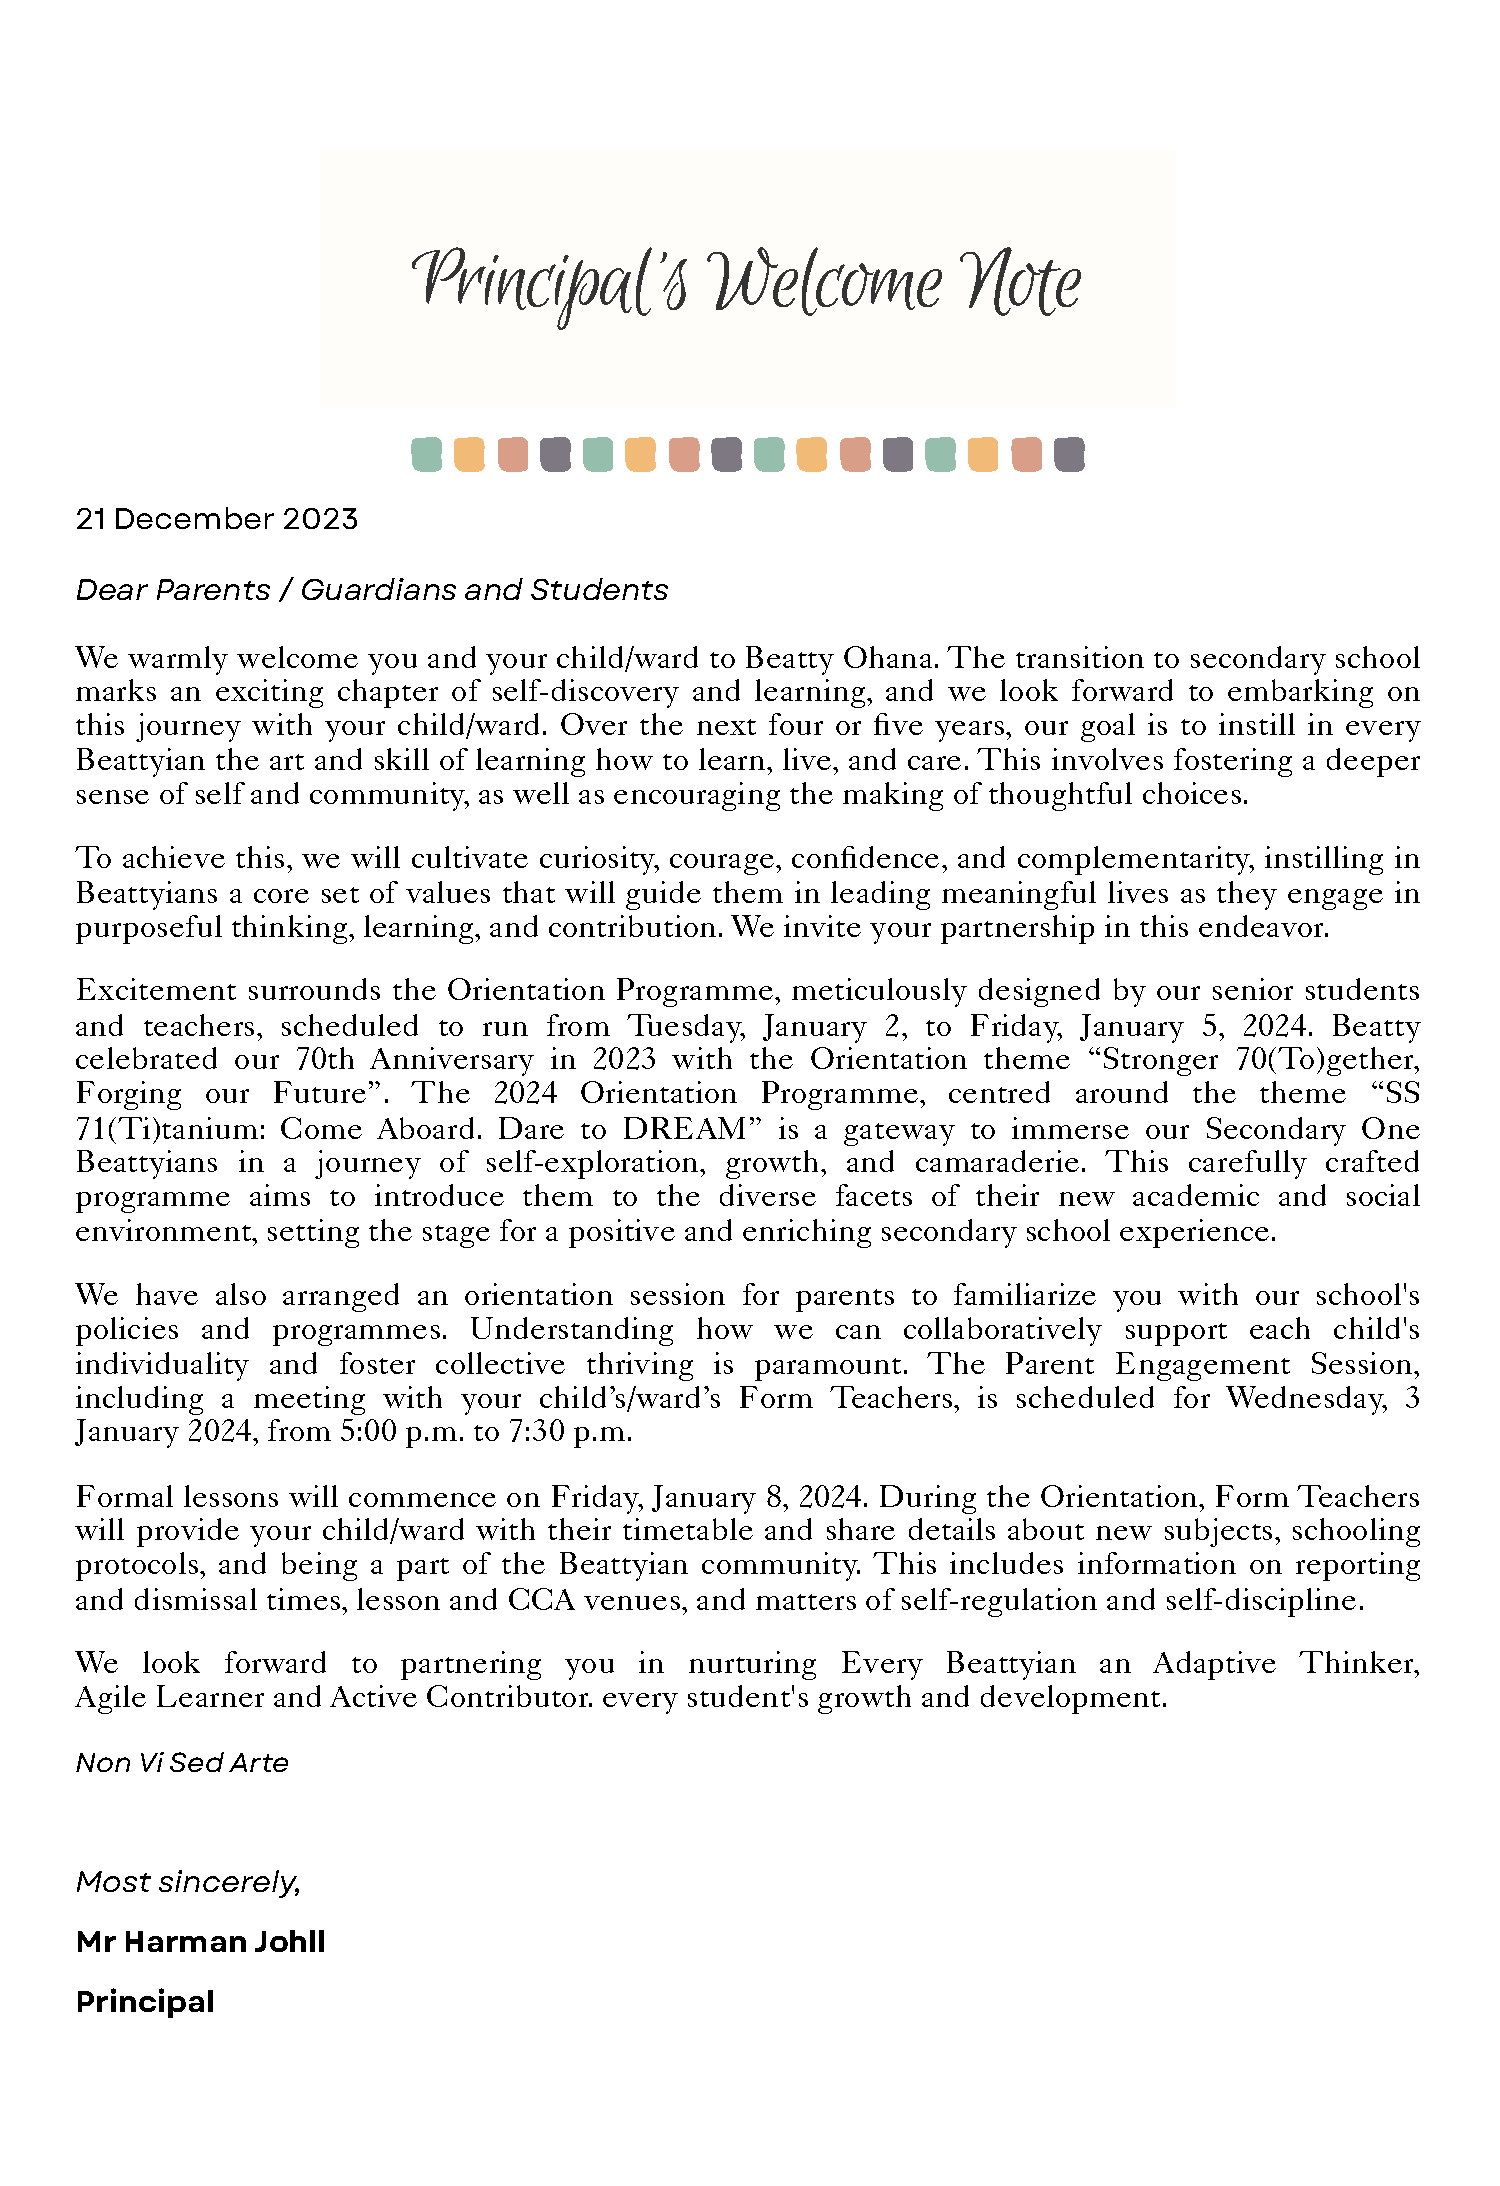 Principal's Welcome Note
21 December 2023
Dear Parents / Guardians and Students
We warmly welcome you and your child/ward to Beatty Ohana. The transition to secondary school
marks an exciting chapter of self-discovery and learning, and we look forward to embarking on
this journey with your child/ward. Over the next four or five years, our goal is to instill in every
Beattyian the art and skill of learning how to learn, live, and care. This involves fostering a deeper
sense of self and community, as well as encouraging the making of thoughtful choices.
To achieve this, we will cultivate curiosity, courage, confidence, and complementarity, instilling in
Beattyians a core set of values that will guide them in leading meaningful lives as they engage in
purposeful thinking, learning, and contribution. We invite your partnership in this endeavor.
Excitement surrounds the Orientation Programme, meticulously designed by our senior students
and teachers, scheduled to run from Tuesday, January 2, to Friday, January 5, 2024. Beatty
celebrated our 70th Anniversary in 2023 with the Orientation theme “Stronger 70(To)gether,
Forging our Future”. The 2024 Orientation Programme, centred around the theme “SS
71(Ti)tanium: Come Aboard. Dare to DREAM” is a gateway to immerse our Secondary One
Beattyians in a journey of self-exploration, growth, and camaraderie. This carefully crafted
programme aims to introduce them to the diverse facets of their new academic and social
environment, setting the stage for a positive and enriching secondary school experience.
We have also arranged an orientation session for parents to familiarize you with our school's
policies and programmes. Understanding how we can collaboratively support each child's
individuality and foster collective thriving is paramount. The Parent Engagement Session,
including a meeting with your child’s/ward’s Form Teachers, is scheduled for Wednesday, 3
January 2024, from 5:00 p.m. to 7:30 p.m.
Formal lessons will commence on Friday, January 8, 2024. During the Orientation, Form Teachers
will provide your child/ward with their timetable and share details about new subjects, schooling
protocols, and being a part of the Beattyian community. This includes information on reporting
and dismissal times, lesson and CCA venues, and matters of self-regulation and self-discipline.
We look forward to partnering you in nurturing Every Beattyian an Adaptive Thinker,
Agile Learner and Active Contributor. every student's growth and development.
Non Vi Sed Arte
Most sincerely,
Mr Harman Johll
Principal